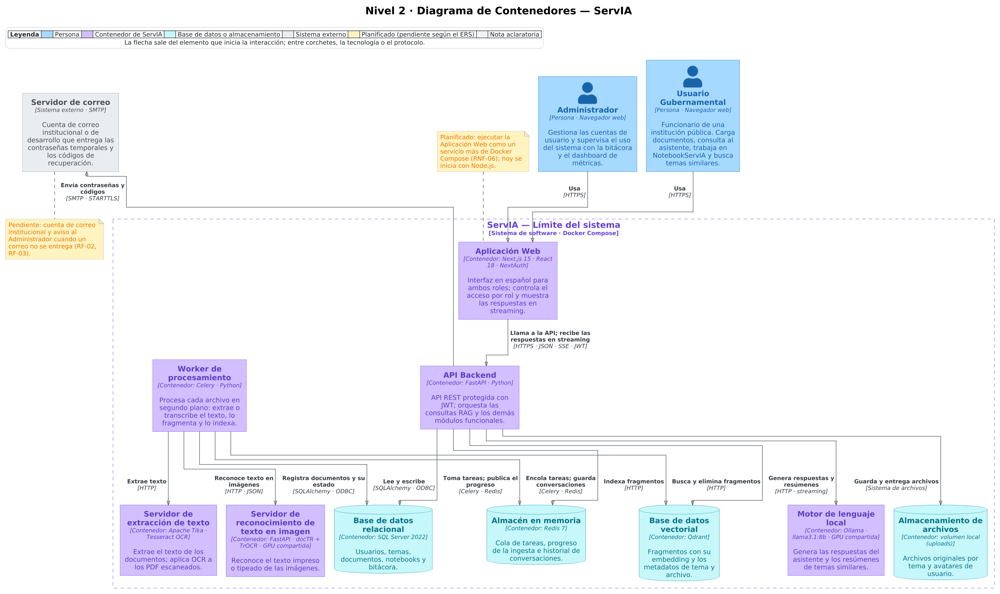 Nivel 2 · Diagrama de Contenedores — ServIA
Leyenda Persona Contenedor de ServIA Base de datos o almacenamiento Sistema externo Planificado (pendiente según el ERS) Nota aclaratoria
La flecha sale del elemento que inicia la interacción; entre corchetes, la tecnología o el protocolo.
Servidor de correo
[Sistema externo · SMTP]
Cuenta de correo
institucional o de
desarrollo que entrega las
contraseñas temporales y
los códigos de
recuperación.
Planificado: ejecutar la
Aplicación Web como un
servicio más de Docker
Compose (RNF-06); hoy se
inicia con Node.js.
Administrador
[Persona · Navegador web]
Gestiona las cuentas de
usuario y supervisa el uso
del sistema con la bitácora
y el dashboard de
métricas.
Usuario
Gubernamental
[Persona · Navegador web]
Funcionario de una
institución pública. Carga
documentos, consulta al
asistente, trabaja en
NotebookServIA y busca
temas similares.
Envía contraseñas y
códigos
[SMTP · STARTTLS]
Usa
[HTTPS]
Usa
[HTTPS]
Pendiente: cuenta de correo
institucional y aviso al
Administrador cuando un
correo no se entrega (RF-02,
RF-03).
ServIA — Límite del sistema
[Sistema de software · Docker Compose]
Aplicación Web
[Contenedor: Next.js 15 · React
18 · NextAuth]
Interfaz en español para
ambos roles; controla el
acceso por rol y muestra
las respuestas en
streaming.
Llama a la API; recibe las
respuestas en streaming
[HTTPS · JSON · SSE · JWT]
Worker de
procesamiento
[Contenedor: Celery · Python]
Procesa cada archivo en
segundo plano: extrae o
transcribe el texto, lo
fragmenta y lo indexa.
API Backend
[Contenedor: FastAPI · Python]
API REST protegida con
JWT; orquesta las
consultas RAG y los demás
módulos funcionales.
Extrae texto
[HTTP]
Reconoce texto en
imágenes
[HTTP · JSON]
Registra documentos y su
estado
[SQLAlchemy · ODBC]
Lee y escribe
[SQLAlchemy · ODBC]
Toma tareas; publica el
progreso
[Celery · Redis]
Encola tareas; guarda
conversaciones
[Celery · Redis]
Indexa fragmentos
[HTTP]
Busca y elimina fragmentos
[HTTP]
Genera respuestas y
resúmenes
[HTTP · streaming]
Guarda y entrega archivos
[Sistema de archivos]
Servidor de
extracción de texto
[Contenedor: Apache Tika ·
Tesseract OCR]
Extrae el texto de los
documentos; aplica OCR a
los PDF escaneados.
Servidor de
reconocimiento de
texto en imagen
[Contenedor: FastAPI · docTR +
TrOCR · GPU compartida]
Reconoce el texto impreso
o tipeado de las imágenes.
Base de datos
relacional
[Contenedor: SQL Server 2022]
Usuarios, temas,
documentos, notebooks y
bitácora.
Almacén en memoria
[Contenedor: Redis 7]
Cola de tareas, progreso
de la ingesta e historial de
conversaciones.
Base de datos
vectorial
[Contenedor: Qdrant]
Fragmentos con su
embedding y los
metadatos de tema y
archivo.
Motor de lenguaje
local
[Contenedor: Ollama ·
llama3.1:8b · GPU compartida]
Genera las respuestas del
asistente y los resúmenes
de temas similares.
Almacenamiento de
archivos
[Contenedor: volumen local
(uploads)]
Archivos originales por
tema y avatares de
usuario.